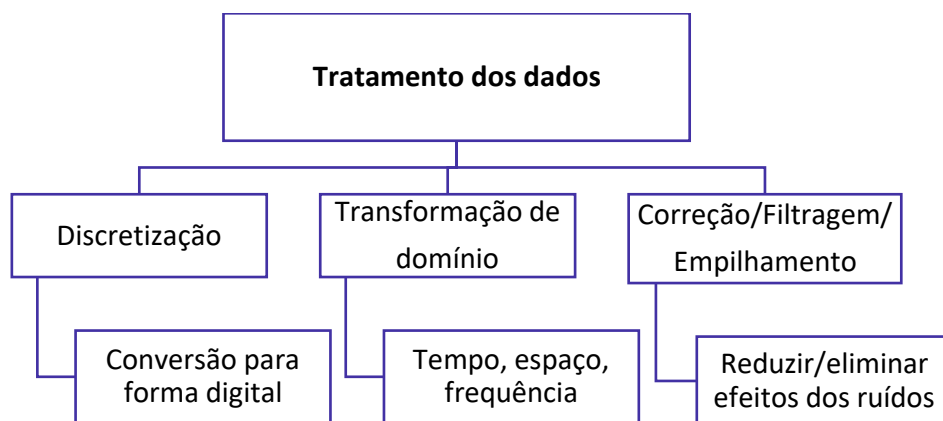 Tratamento dos dados
Discretização
Transformação de
domínio
Correção/Filtragem/
Empilhamento
Conversão para
forma digital
Tempo, espaço,
frequência
Reduzir/eliminar
efeitos dos ruídos